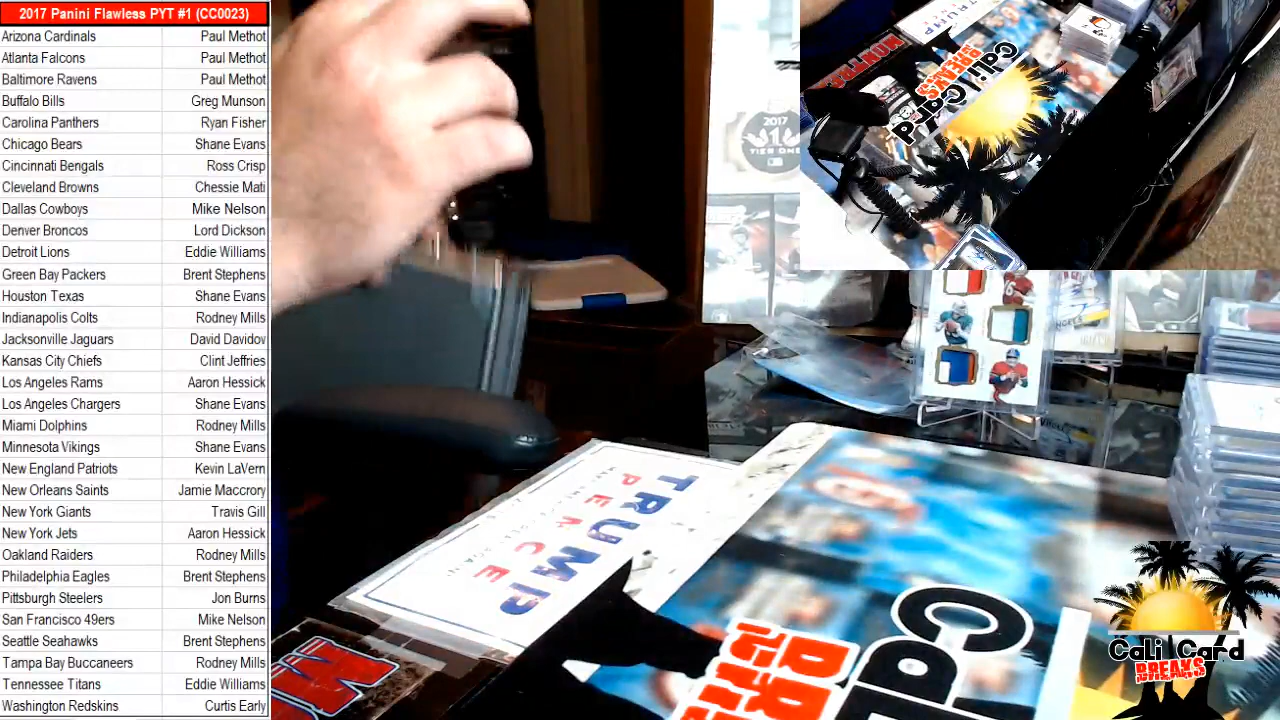 2017 Panini Flawless PYT #1 (CC0023)
Arizona Cardinals Paul Methot
Atlanta Falcons Paul Methot
Baltimore Ravens Paul Methot
Buffalo Bills Greg Munson
Carolina Panthers Ryan Fisher
Chicago Bears Shane Evans
Cincinnati Bengals Ross Crisp
Cleveland Browns Chessie Mati
Dallas Cowboys Mike Nelson
Denver Broncos Lord Dickson
Detroit Lions Eddie Williams
Green Bay Packers Brent Stephens
Houston Texas Shane Evans
Indianapolis Colts Rodney Mills
Jacksonville Jaguars David Davidov
Kansas City Chiefs Clint Jeffries
Los Angeles Rams Aaron Hessick
Los Angeles Chargers Shane Evans
Miami Dolphins Rodney Mills
Minnesota Vikings Shane Evans
New England Patriots Kevin LaVern
New Orleans Saints Jamie Maccrony
New York Giants Travis Gill
New York Jets Aaron Hessick
Oakland Raiders Rodney Mills
Philadelphia Eagles Brent Stephens
Pittsburgh Steelers Jon Burns
San Francisco 49ers Mike Nelson
Seattle Seahawks Brent Stephens
Tampa Bay Buccaneers Rodney Mills
Tennessee Titans Eddie Williams
Washington Redskins Curtis Early
2017
1
TIER ONE
TRUMP
PENCE
Cali Card
BREAKS
TRUMP
PENCE
Cali Card
BREAKS